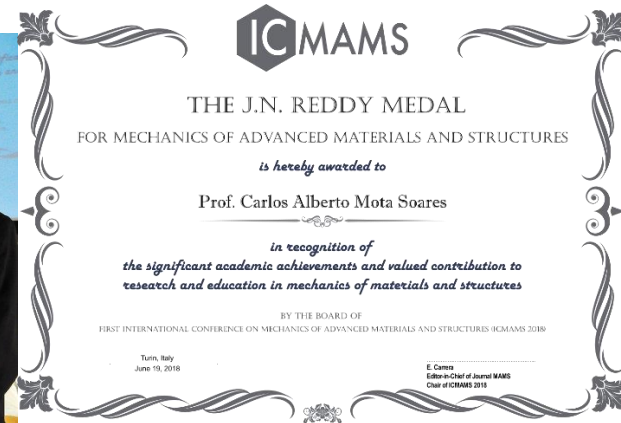 ICMAMS
THE J.N. REDDY MEDAL
FOR MECHANICS OF ADVANCED MATERIALS AND STRUCTURES
is hereby awarded to
Prof. Carlos Alberto Mota Soares
in recognition of
the significant academic achievements and valued contribution to
research and education in mechanics of materials and structures
BY THE BOARD OF
FIRST INTERNATIONAL CONFERENCE ON MECHANICS OF ADVANCED MATERIALS AND STRUCTURES (ICMAMS 2018)
Turin, Italy
June 19, 2018
E. Carrera
Editor-in-Chief of Journal MAMS
Chair of ICMAMS 2018